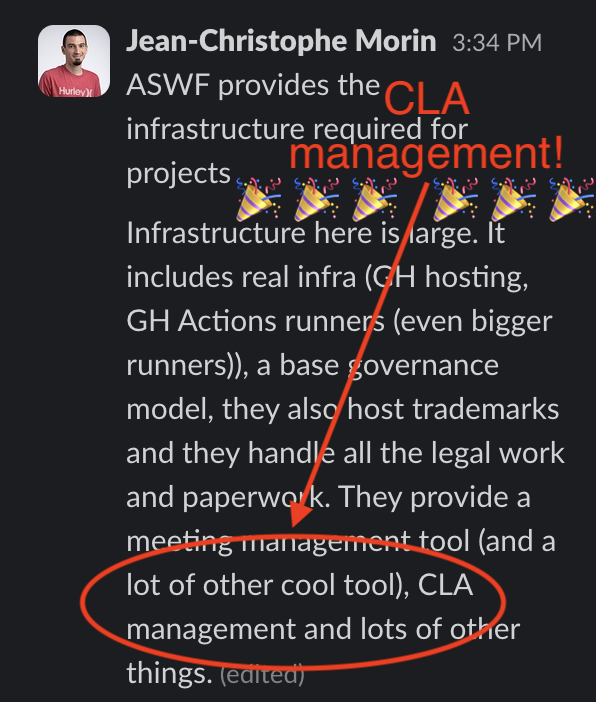 Jean-Christophe Morin 3:34 PM
Hurley)(
ASWF provides the
CLA
infrastructure required for
management!
projects
Infrastructure here is large. It
includes real infra (GH hosting,
GH Actions runners (even bigger
runners)), a base governance
model, they also host trademarks
and they handle all the legal work
and paperwork. They provide a
meeting management tool (and a
lot of other cool tool), CLA
management and lots of other
things. (edited)